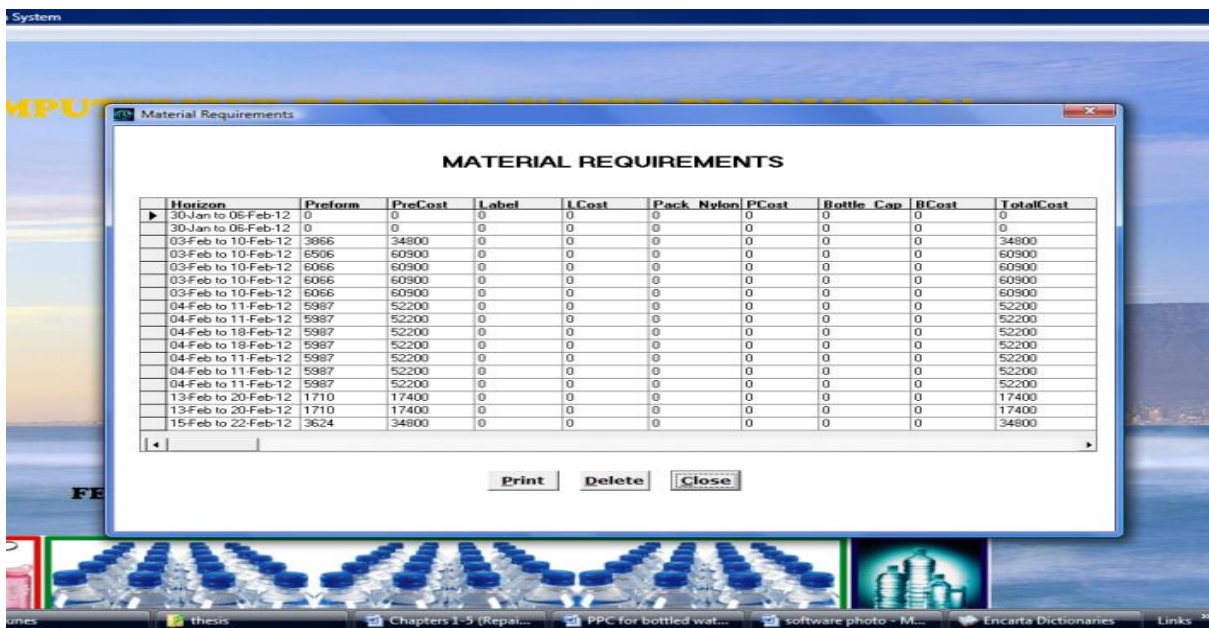 System
Material Requirements
MATERIAL REQUIREMENTS
Horizon Preform PreCost Label LCost Pack_Nylon PCost Bottle_Cap BCost TotalCost
30-Jan to 06-Feb-12 0 0 0 0 0 0 0 0 0
30-Jan to 06-Feb-12 0 0 0 0 0 0 0 0 0
03-Feb to 10-Feb-12 3866 34800 0 0 0 0 0 0 34800
03-Feb to 10-Feb-12 6506 60900 0 0 0 0 0 0 60900
03-Feb to 10-Feb-12 6066 60900 0 0 0 0 0 0 60900
03-Feb to 10-Feb-12 6066 60900 0 0 0 0 0 0 60900
03-Feb to 10-Feb-12 6066 60900 0 0 0 0 0 0 60900
04-Feb to 11-Feb-12 5987 52200 0 0 0 0 0 0 52200
04-Feb to 11-Feb-12 5987 52200 0 0 0 0 0 0 52200
04-Feb to 18-Feb-12 5987 52200 0 0 0 0 0 0 52200
04-Feb to 18-Feb-12 5987 52200 0 0 0 0 0 0 52200
04-Feb to 11-Feb-12 5987 52200 0 0 0 0 0 0 52200
04-Feb to 11-Feb-12 5987 52200 0 0 0 0 0 0 52200
04-Feb to 11-Feb-12 5987 52200 0 0 0 0 0 0 52200
13-Feb to 20-Feb-12 1710 17400 0 0 0 0 0 0 17400
13-Feb to 20-Feb-12 1710 17400 0 0 0 0 0 0 17400
15-Feb to 22-Feb-12 3624 34800 0 0 0 0 0 0 34800
Print Delete Close
FE
unes thesis Chapters 1-5 (Repai... PPC for bottled wat... software photo - M... Encarta Dictionaries Links